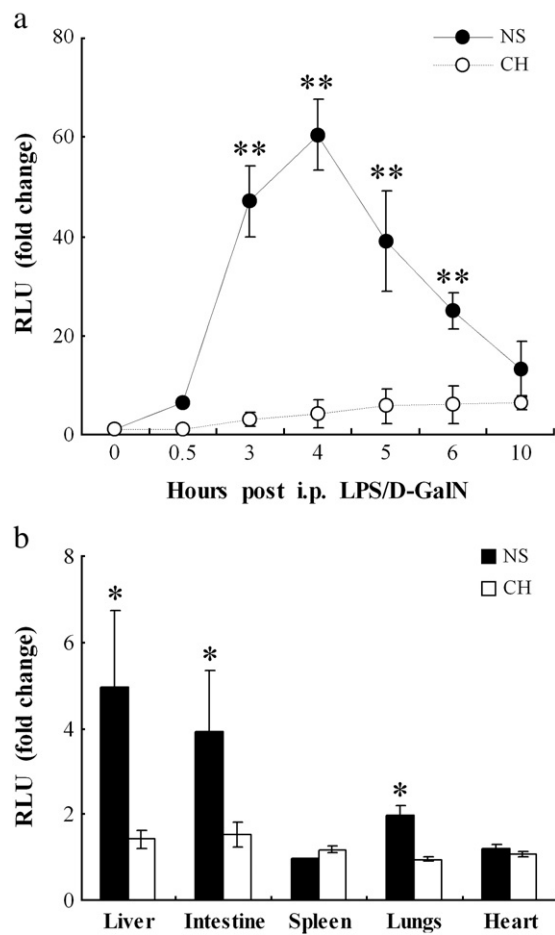 a
80
60
40
20
0
RLU (fold change)
NS
CH
**
**
**
**
0 0.5 3 4 5 6 10
Hours post i.p. LPS/D-GalN
b
8
6
4
2
0
RLU (fold change)
NS
CH
*
*
*
Liver Intestine Spleen Lungs Heart